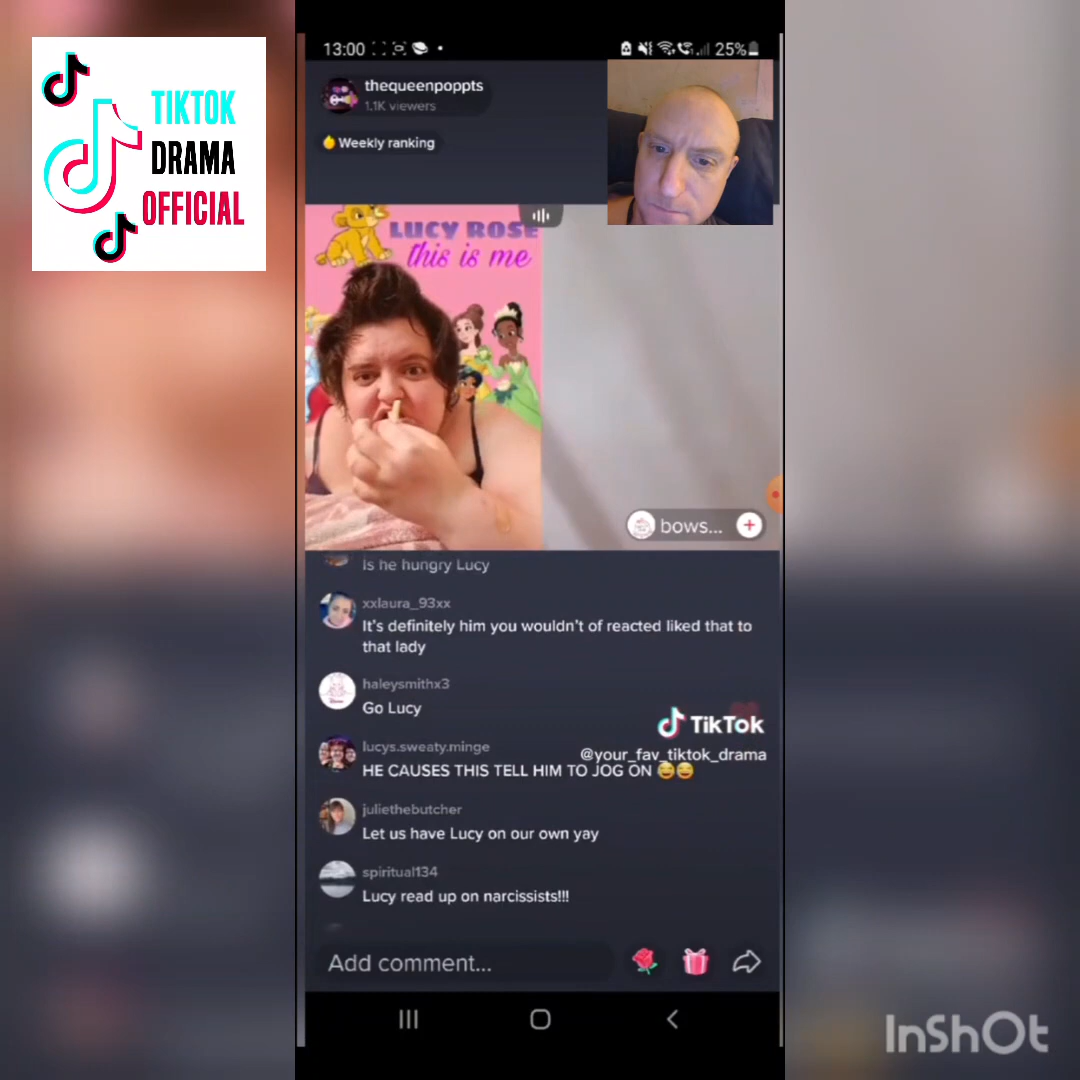 TIKTOK
DRAMA
OFFICIAL
13:00
25%
thequeenpoppts
1.1K viewers
Weekly ranking
LUCY ROSE
this is me
bows...
Is he hungry Lucy
xxlaura_93xx
It's definitely him you wouldn't of reacted liked that to
that lady
haleysmithx3
Go Lucy
TikTok
@your_fav_tiktok_drama
lucys.sweaty.minge
HE CAUSES THIS TELL HIM TO JOG ON 😂😂
juliethebutcher
Let us have Lucy on our own yay
spiritual134
Lucy read up on narcissists!!!
Add comment...
InShOt